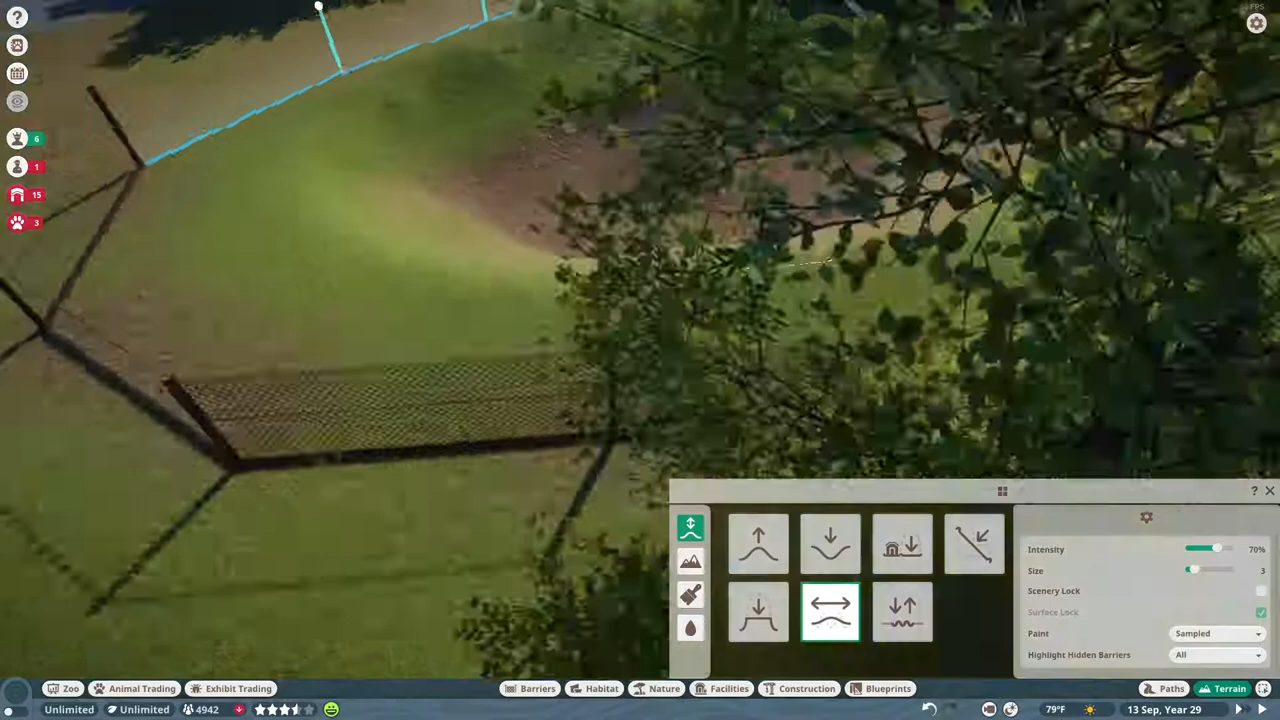 FPS
6
1
15
3
? 
Intensity 70%
Size 3
Scenery Lock
Surface Lock
Paint Sampled
Highlight Hidden Barriers All
Zoo Animal Trading Exhibit Trading Barriers Habitat Nature Facilities Construction Blueprints Paths Terrain
Unlimited Unlimited 4942 79°F 13 Sep, Year 29